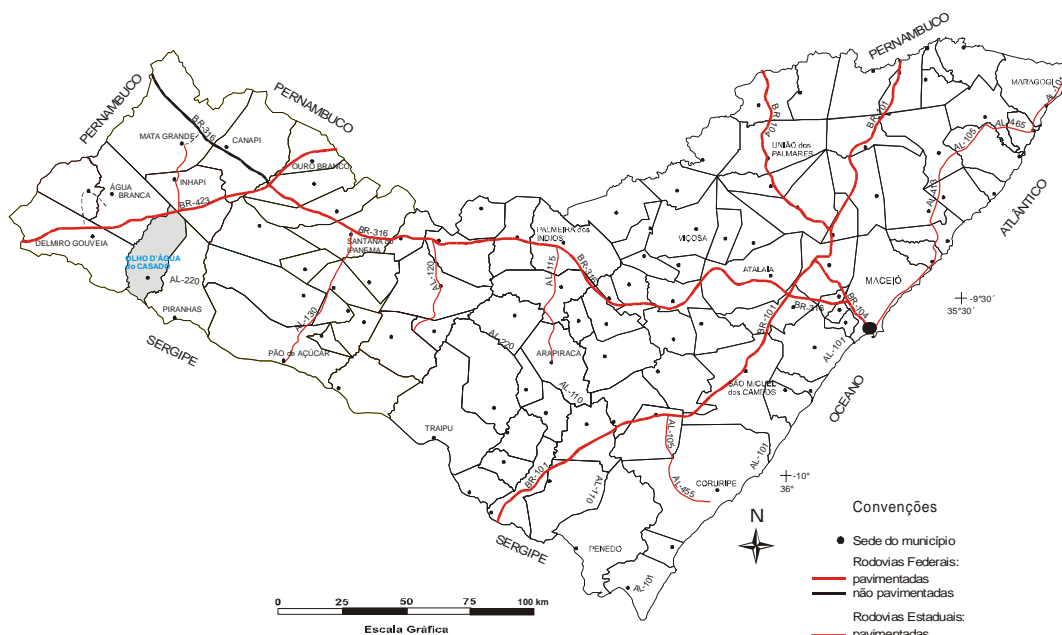 PERNAMBUCO
MARAGOGI
AL-101
AL-465
AL-105
PERNAMBUCO
PERNAMBUCO
BR-316
BR-104
BR-101
MATA GRANDE
CANAPI
UNIÃO dos
PALMARES
OURO BRANCO
INHAPI
ÁGUA
BRANCA
BR-423
AL-413
ATLÂNTICO
DELMIRO GOUVEIA
BR-316
SANTANA do
IPANEMA
PALMEIRA dos
ÍNDIOS
VIÇOSA
OLHO D'ÁGUA
do CASADO
AL-220
AL-120
AL-115
BR-316
ATALAIA
MACEIÓ
PIRANHAS
AL-130
BR-101
BR-316
BR-104
-9°30´
35°30´
SERGIPE
PÃO de AÇÚCAR
AL-220
ARAPIRACA
AL-101
AL-110
SÃO MIGUEL
dos CAMPOS
OCEANO
TRAIPU
AL-105
AL-101
BR-101
AL-110
AL-455
CORURIPE
-10°
36°
SERGIPE
PENEDO
AL-101
N
Convenções
Sede do município
Rodovias Federais:
pavimentadas
não pavimentadas
Rodovias Estaduais:
pavimentadas
0 25 50 75 100 km
Escala Gráfica